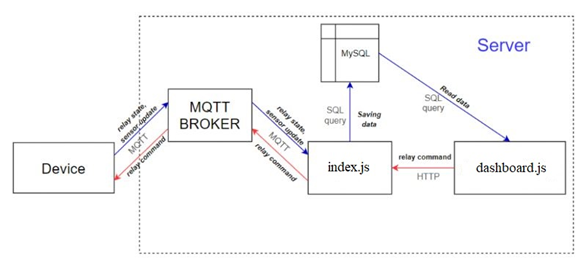 Server
MySQL
relay state,
sensor update
MQTT
relay command
MQTT
BROKER
relay state,
sensor update
MQTT
relay command
SQL
query
Saving
data
Read data
SQL
query
Device
index.js
relay command
HTTP
dashboard.js